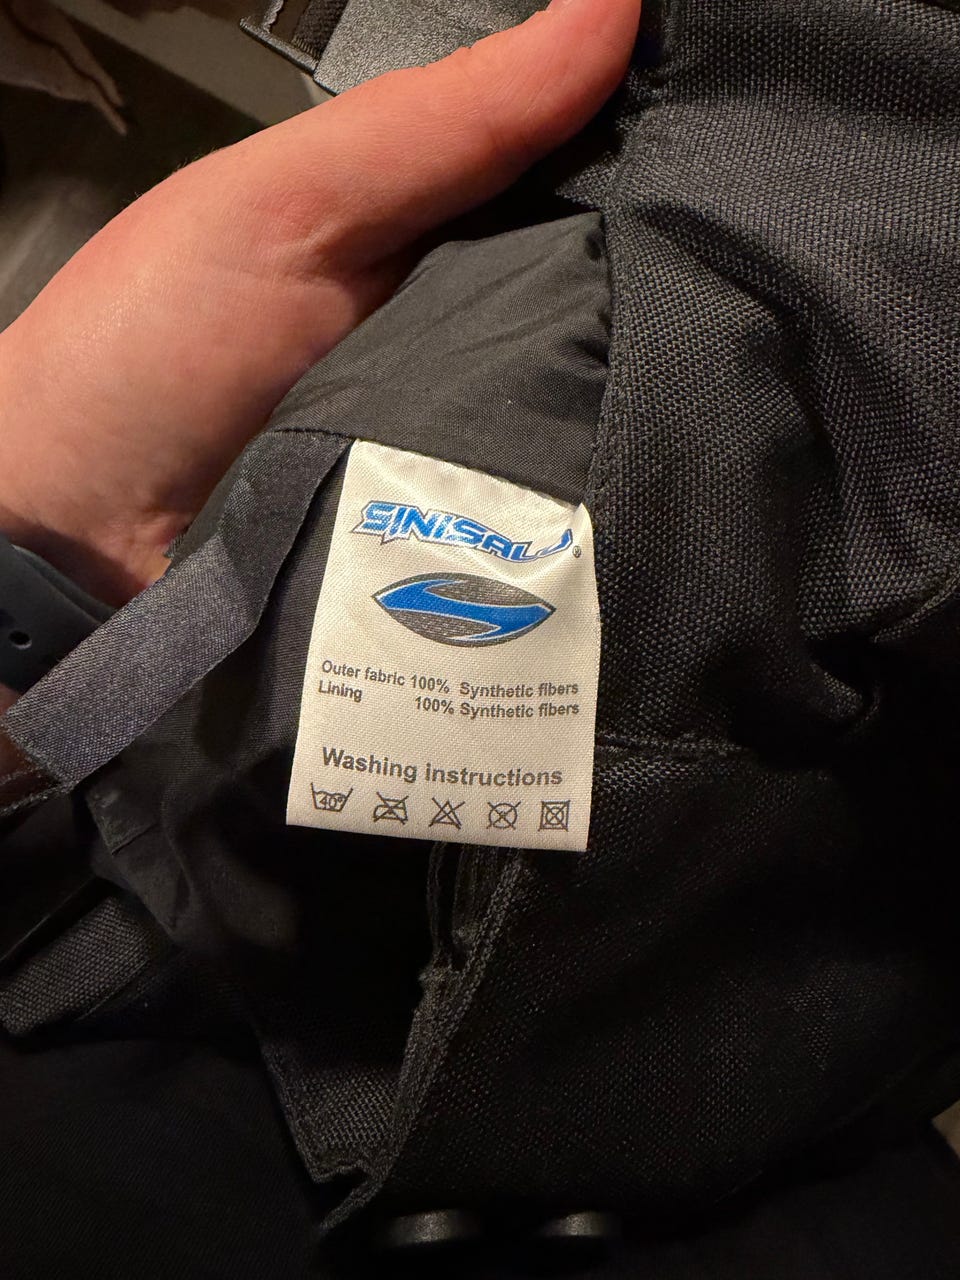 SINISALO®
Outer fabric 100% Synthetic fibers
Lining 100% Synthetic fibers
Washing instructions
40°